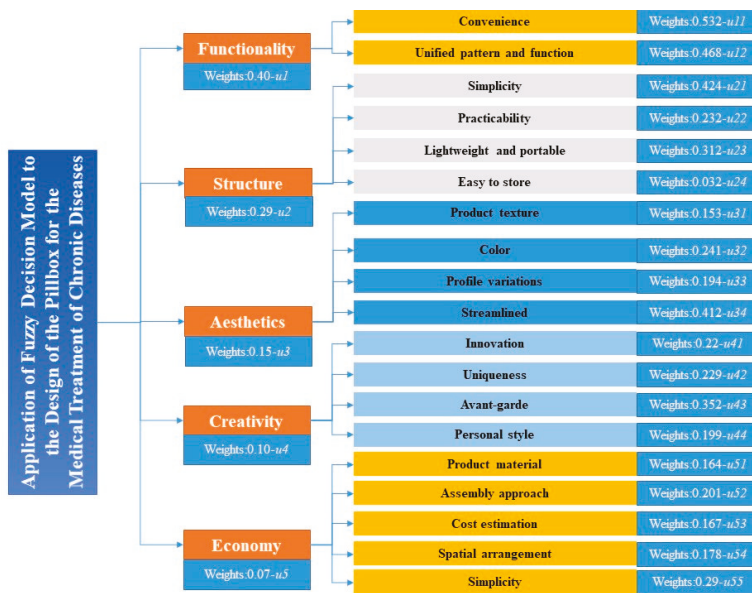 Application of Fuzzy Decision Model to
the Design of the Pillbox for the
Medical Treatment of Chronic Diseases
Functionality
Weights:0.40-u1
Convenience
Weights:0.532-u11
Unified pattern and function
Weights:0.468-u12
Structure
Weights:0.29-u2
Simplicity
Weights:0.424-u21
Practicability
Weights:0.232-u22
Lightweight and portable
Weights:0.312-u23
Easy to store
Weights:0.032-u24
Aesthetics
Weights:0.15-u3
Product texture
Weights:0.153-u31
Color
Weights:0.241-u32
Profile variations
Weights:0.194-u33
Streamlined
Weights:0.412-u34
Creativity
Weights:0.10-u4
Innovation
Weights:0.22-u41
Uniqueness
Weights:0.229-u42
Avant-garde
Weights:0.352-u43
Personal style
Weights:0.199-u44
Economy
Weights:0.07-u5
Product material
Weights:0.164-u51
Assembly approach
Weights:0.201-u52
Cost estimation
Weights:0.167-u53
Spatial arrangement
Weights:0.178-u54
Simplicity
Weights:0.29-u55